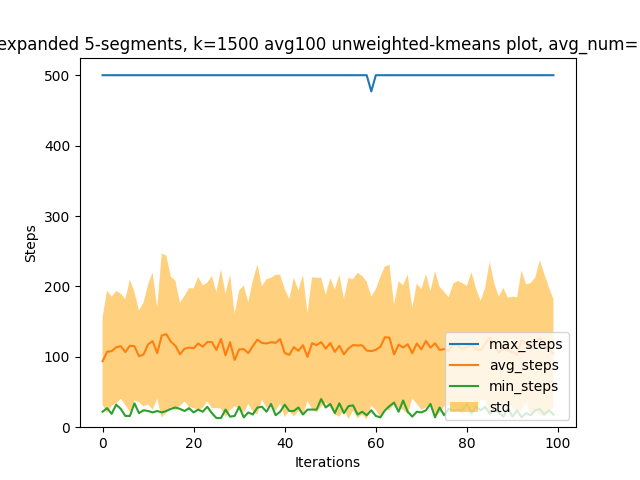 expanded 5-segments, k=1500 avg100 unweighted-kmeans plot, avg_num=
Steps
500
400
300
200
100
0
0 20 40 60 80 100
Iterations
max_steps
avg_steps
min_steps
std